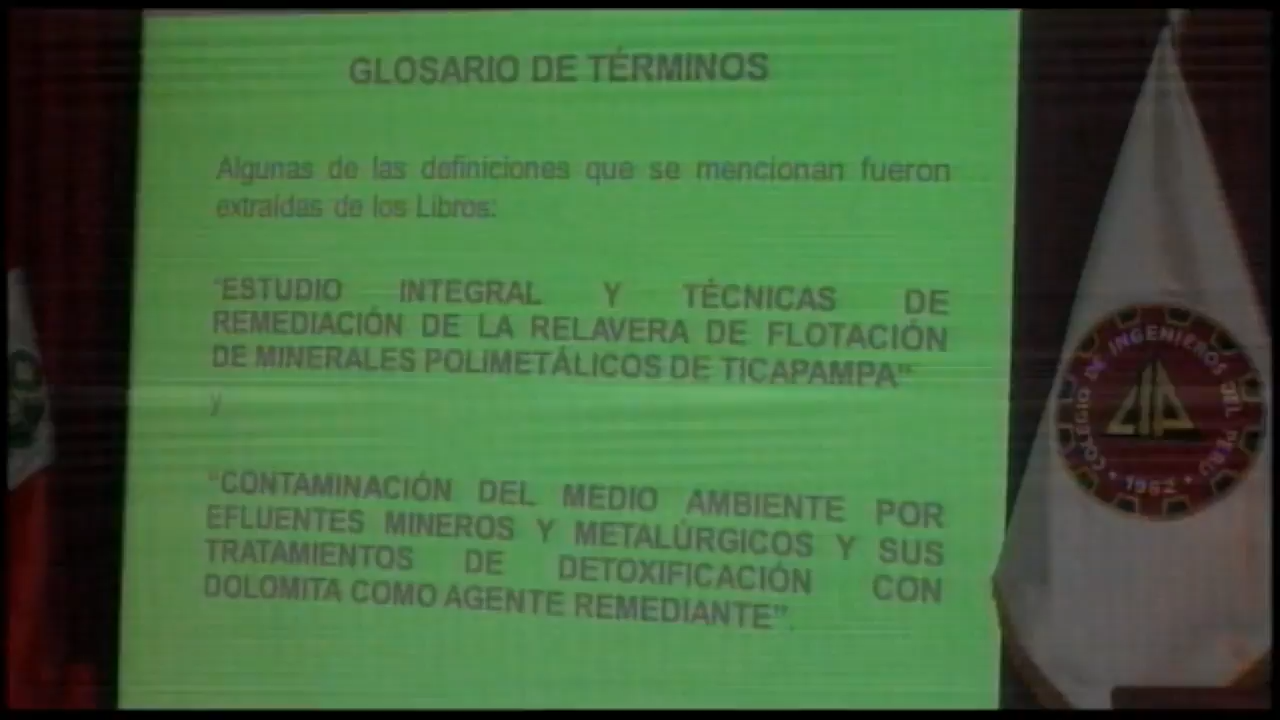 GLOSARIO DE TÉRMINOS
Algunas de las definiciones que se mencionan fueron
extraídas de los Libros:
"ESTUDIO INTEGRAL Y TÉCNICAS DE
REMEDIACIÓN DE LA RELAVERA DE FLOTACIÓN
DE MINERALES POLIMETÁLICOS DE TICAPAMPA"
y
"CONTAMINACIÓN DEL MEDIO AMBIENTE POR
EFLUENTES MINEROS Y METALÚRGICOS Y SUS
TRATAMIENTOS DE DETOXIFICACIÓN CON
DOLOMITA COMO AGENTE REMEDIANTE".
COLEGIO DE INGENIEROS DEL PERU
CIP
• 1962 •